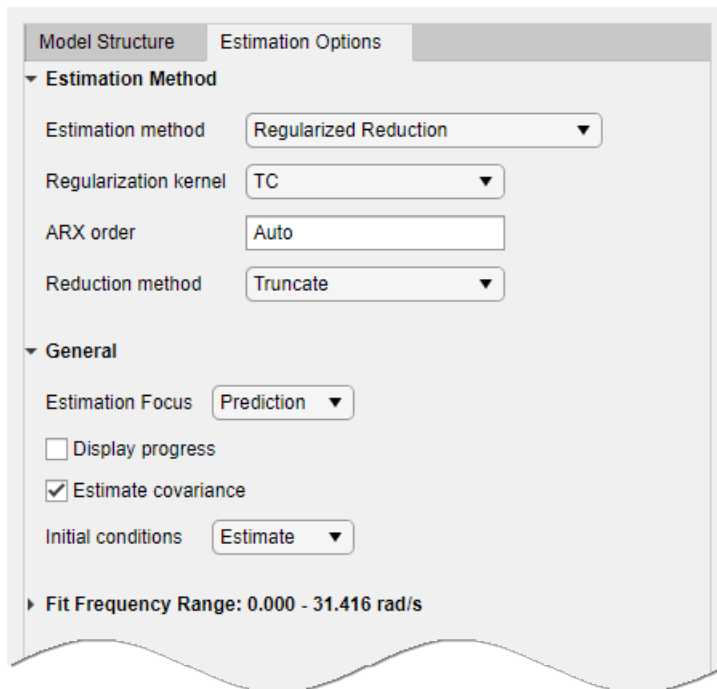 Model Structure Estimation Options
Estimation Method
Estimation method Regularized Reduction
Regularization kernel TC
ARX order Auto
Reduction method Truncate
General
Estimation Focus Prediction
Display progress
Estimate covariance
Initial conditions Estimate
Fit Frequency Range: 0.000 - 31.416 rad/s